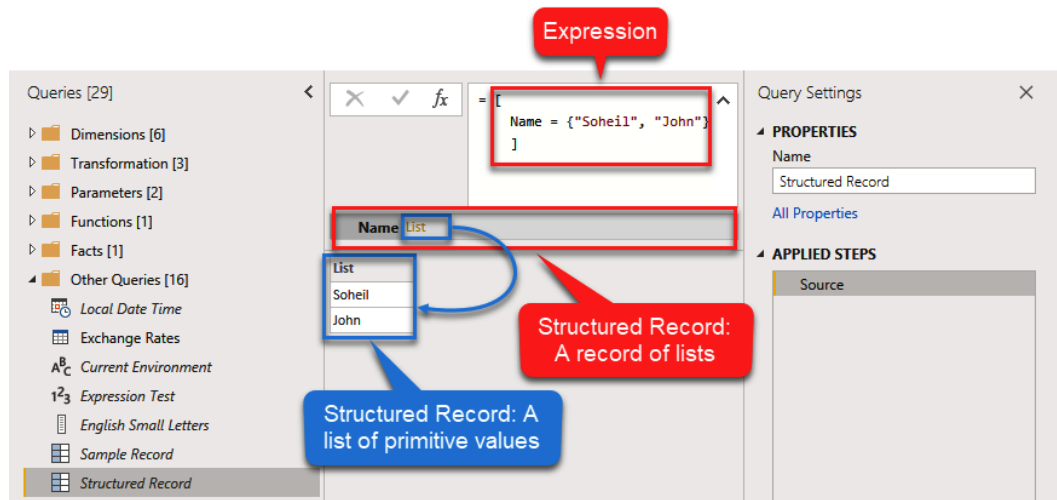 Expression
Queries [29]
Dimensions [6]
Transformation [3]
Parameters [2]
Functions [1]
Facts [1]
Other Queries [16]
Local Date Time
Exchange Rates
ABC Current Environment
123 Expression Test
English Small Letters
Sample Record
Structured Record
fx
= [
Name = {"Soheil", "John"}
]
Name List
List
Soheil
John
Structured Record:
A record of lists
Structured Record: A
list of primitive values
Query Settings
PROPERTIES
Name
Structured Record
All Properties
APPLIED STEPS
Source